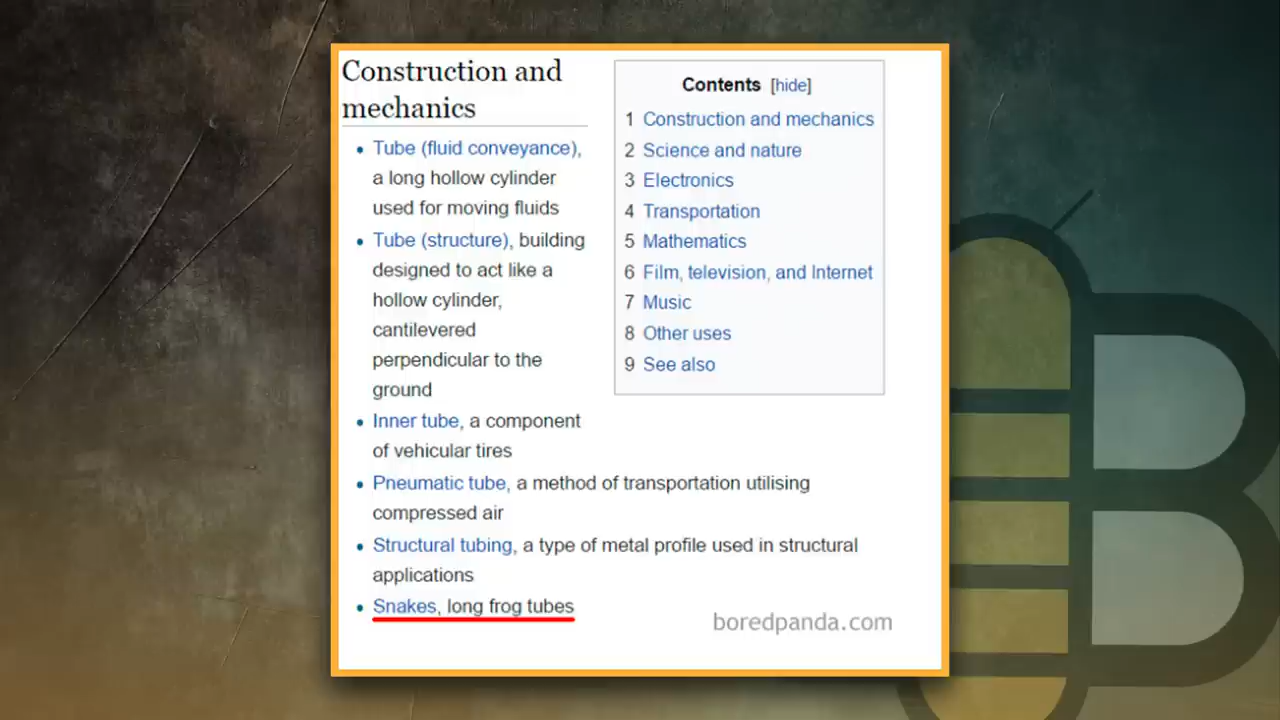 Construction and
mechanics
Tube (fluid conveyance),
a long hollow cylinder
used for moving fluids
Tube (structure), building
designed to act like a
hollow cylinder,
cantilevered
perpendicular to the
ground
Inner tube, a component
of vehicular tires
Pneumatic tube, a method of transportation utilising
compressed air
Structural tubing, a type of metal profile used in structural
applications
Snakes, long frog tubes
Contents [hide]
1 Construction and mechanics
2 Science and nature
3 Electronics
4 Transportation
5 Mathematics
6 Film, television, and Internet
7 Music
8 Other uses
9 See also
boredpanda.com